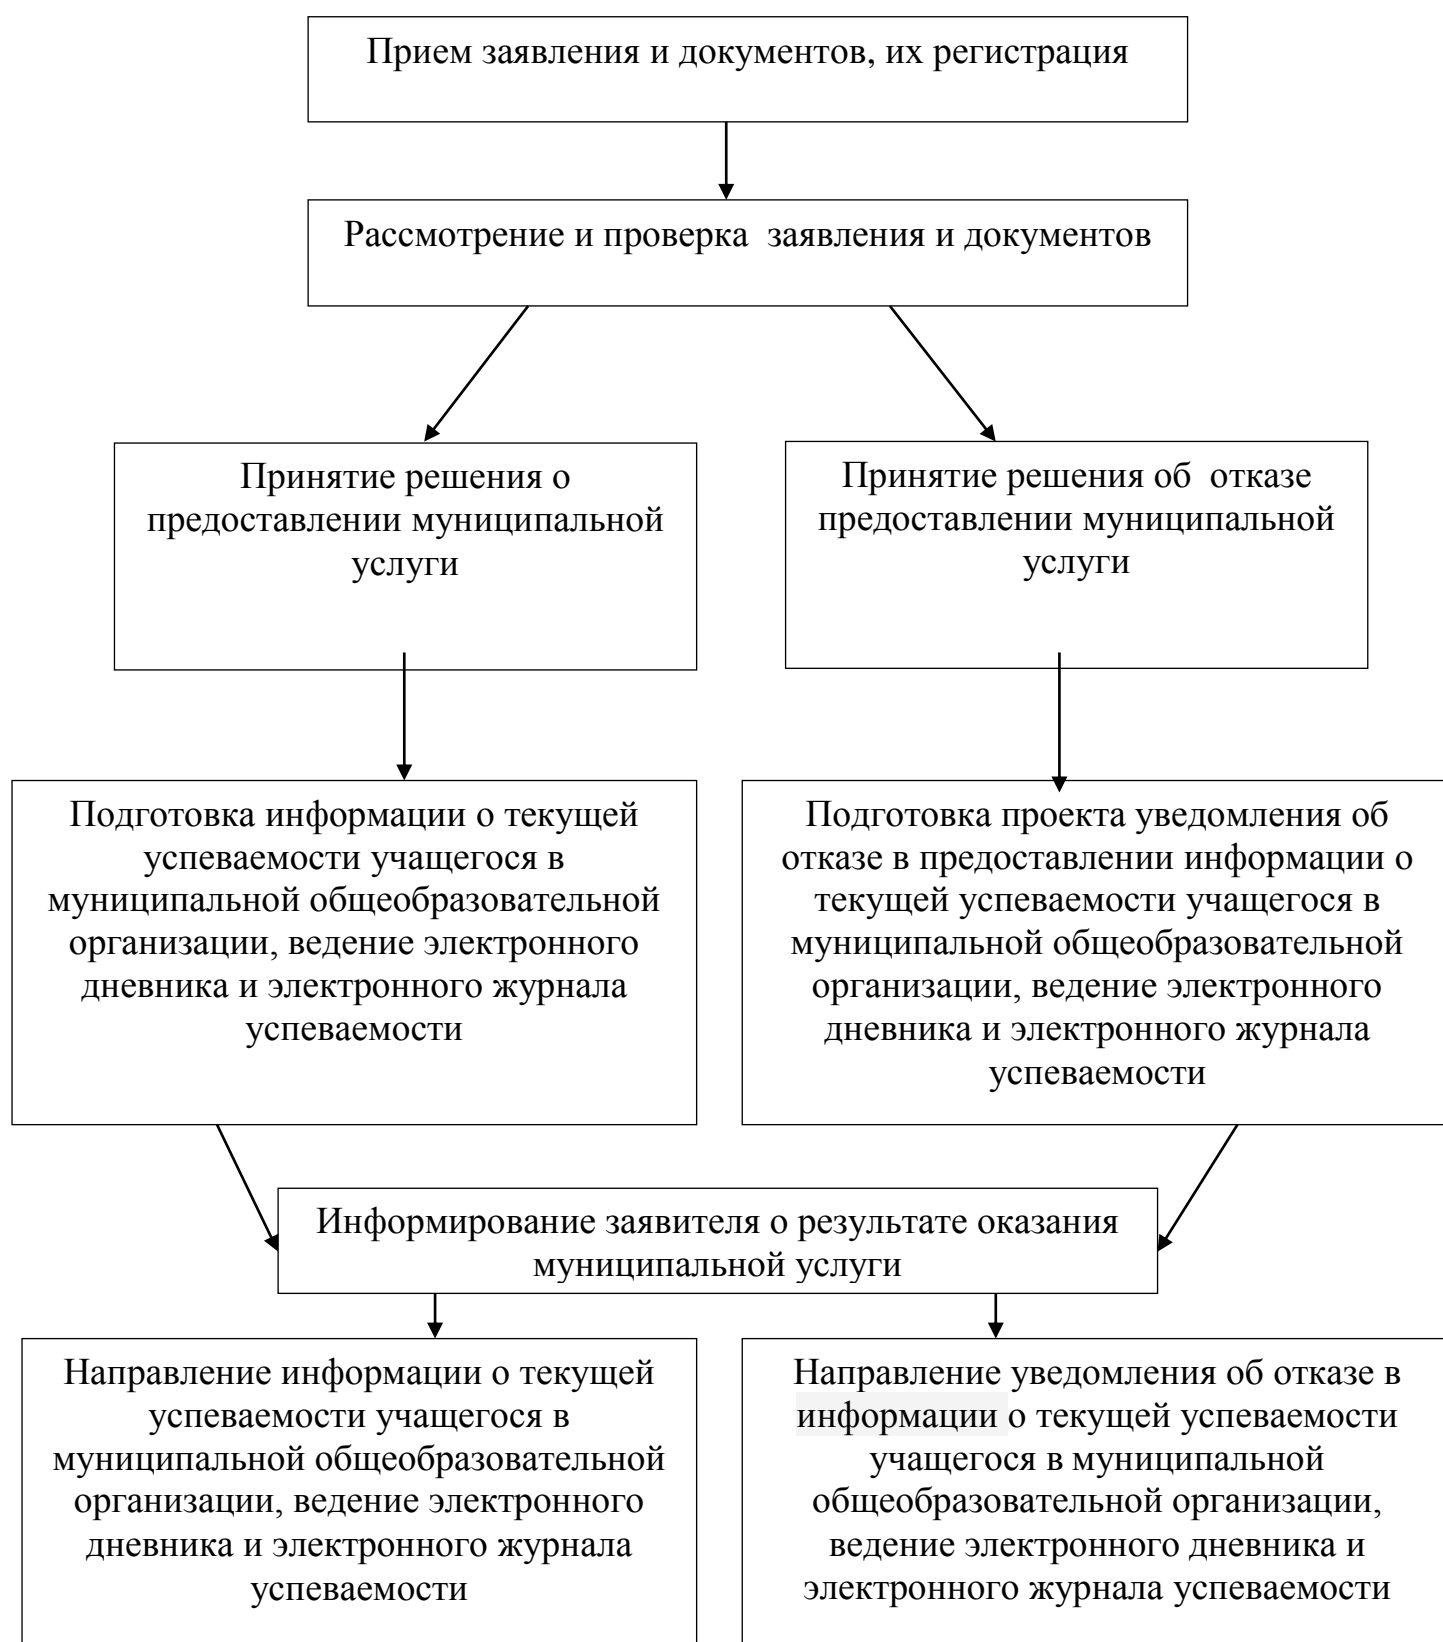 Прием заявления и документов, их регистрация
Рассмотрение и проверка  заявления и документов
Принятие решения о
предоставлении муниципальной
услуги
Принятие решения об  отказе
предоставлении муниципальной
услуги
Подготовка информации о текущей
успеваемости учащегося в
муниципальной общеобразовательной
организации, ведение электронного
дневника и электронного журнала
успеваемости
Подготовка проекта уведомления об
отказе в предоставлении информации о
текущей успеваемости учащегося в
муниципальной общеобразовательной
организации, ведение электронного
дневника и электронного журнала
успеваемости
Информирование заявителя о результате оказания
муниципальной услуги
Направление информации о текущей
успеваемости учащегося в
муниципальной общеобразовательной
организации, ведение электронного
дневника и электронного журнала
успеваемости
Направление уведомления об отказе в
информации о текущей успеваемости
учащегося в муниципальной
общеобразовательной организации,
ведение электронного дневника и
электронного журнала успеваемости